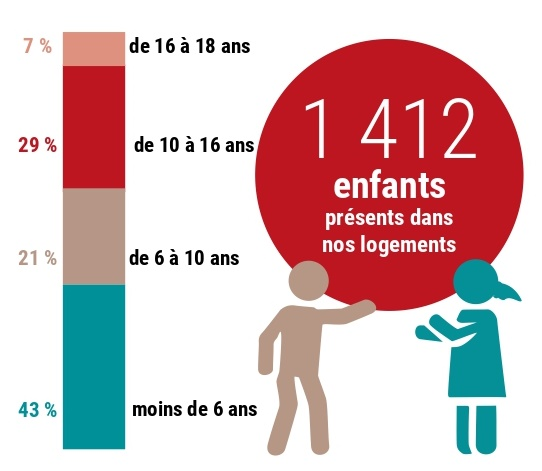 7 % de 16 à 18 ans
29 % de 10 à 16 ans
21 % de 6 à 10 ans
43 % moins de 6 ans
1 412
enfants
présents dans
nos logements